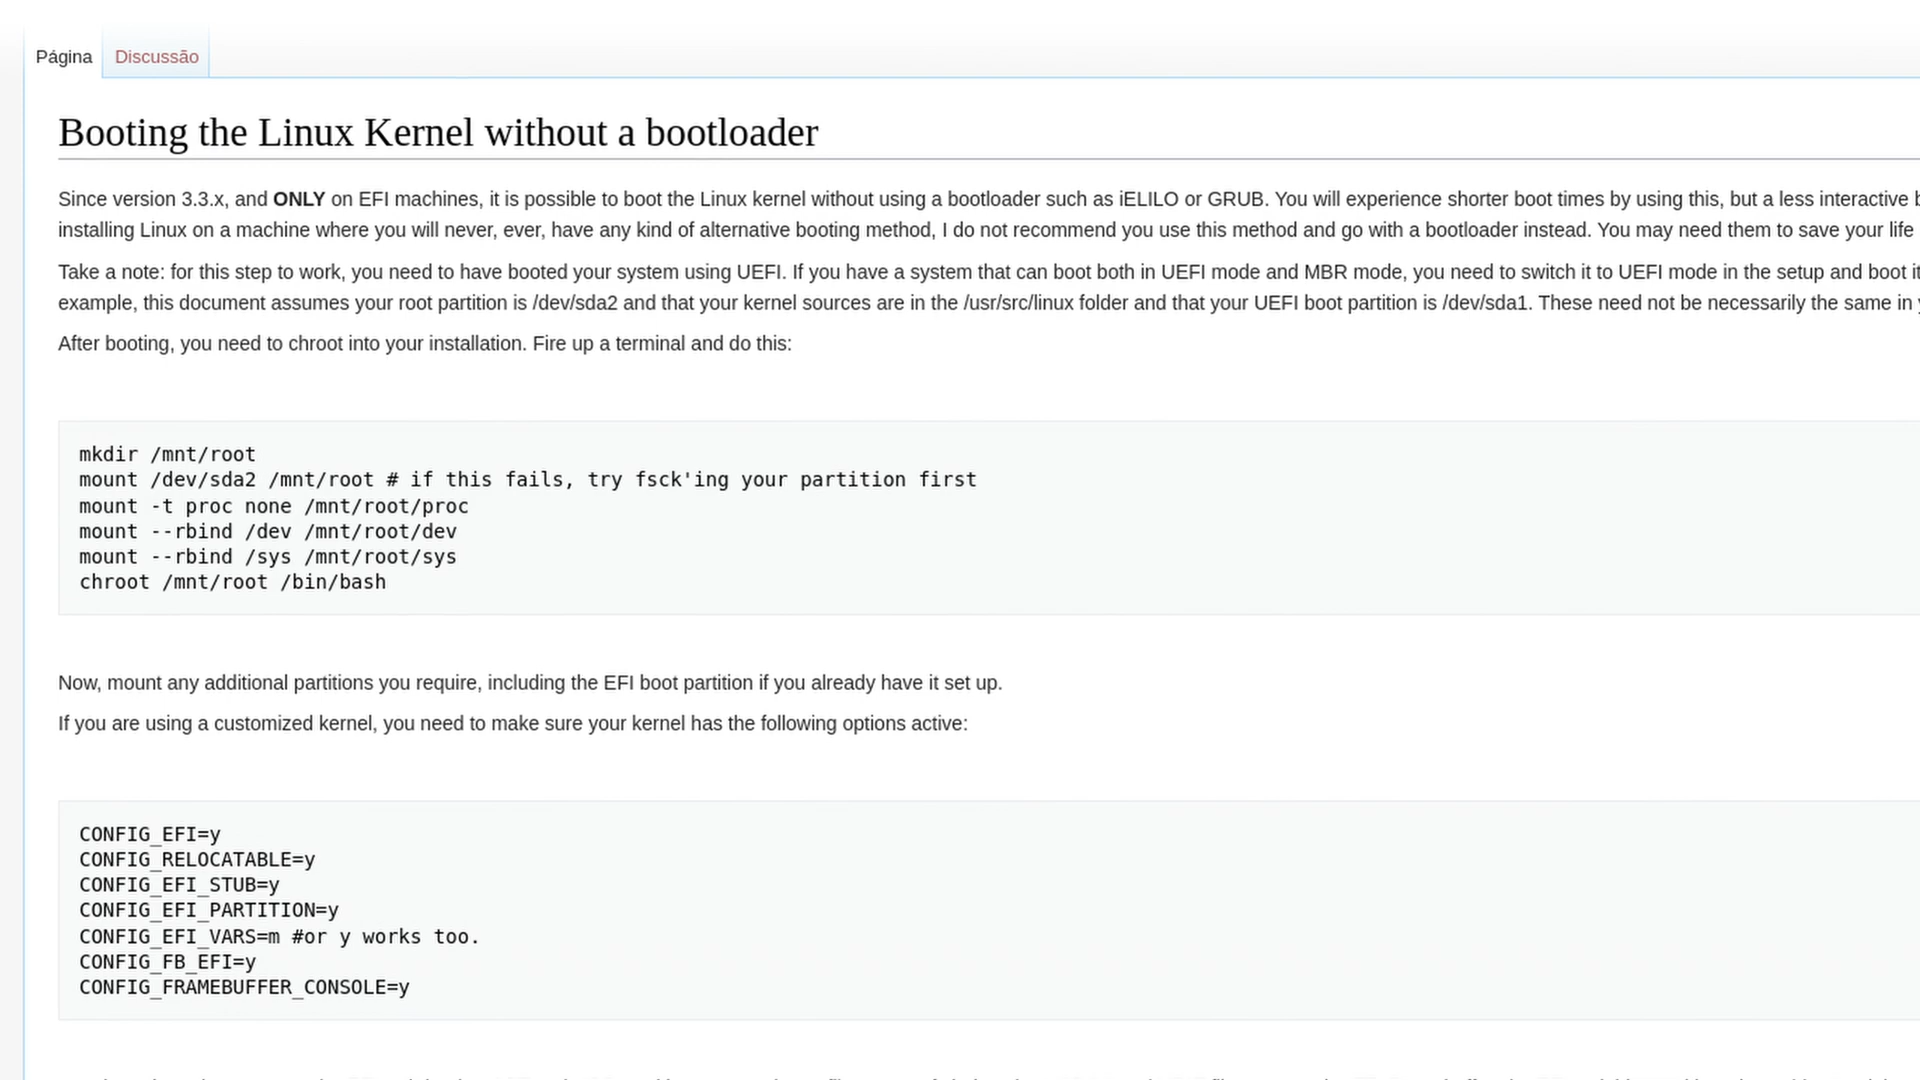 Página
Discussão
Booting the Linux Kernel without a bootloader
Since version 3.3.x, and ONLY on EFI machines, it is possible to boot the Linux kernel without using a bootloader such as iELILO or GRUB. You will experience shorter boot times by using this, but a less interactive
installing Linux on a machine where you will never, ever, have any kind of alternative booting method, I do not recommend you use this method and go with a bootloader instead. You may need them to save your life
Take a note: for this step to work, you need to have booted your system using UEFI. If you have a system that can boot both in UEFI mode and MBR mode, you need to switch it to UEFI mode in the setup and boot it
example, this document assumes your root partition is /dev/sda2 and that your kernel sources are in the /usr/src/linux folder and that your UEFI boot partition is /dev/sda1. These need not be necessarily the same in
After booting, you need to chroot into your installation. Fire up a terminal and do this:
mkdir /mnt/root
mount /dev/sda2 /mnt/root # if this fails, try fsck'ing your partition first
mount -t proc none /mnt/root/proc
mount --rbind /dev /mnt/root/dev
mount --rbind /sys /mnt/root/sys
chroot /mnt/root /bin/bash
Now, mount any additional partitions you require, including the EFI boot partition if you already have it set up.
If you are using a customized kernel, you need to make sure your kernel has the following options active:
CONFIG_EFI=y
CONFIG_RELOCATABLE=y
CONFIG_EFI_STUB=y
CONFIG_EFI_PARTITION=y
CONFIG_EFI_VARS=m #or y works too.
CONFIG_FB_EFI=y
CONFIG_FRAMEBUFFER_CONSOLE=y